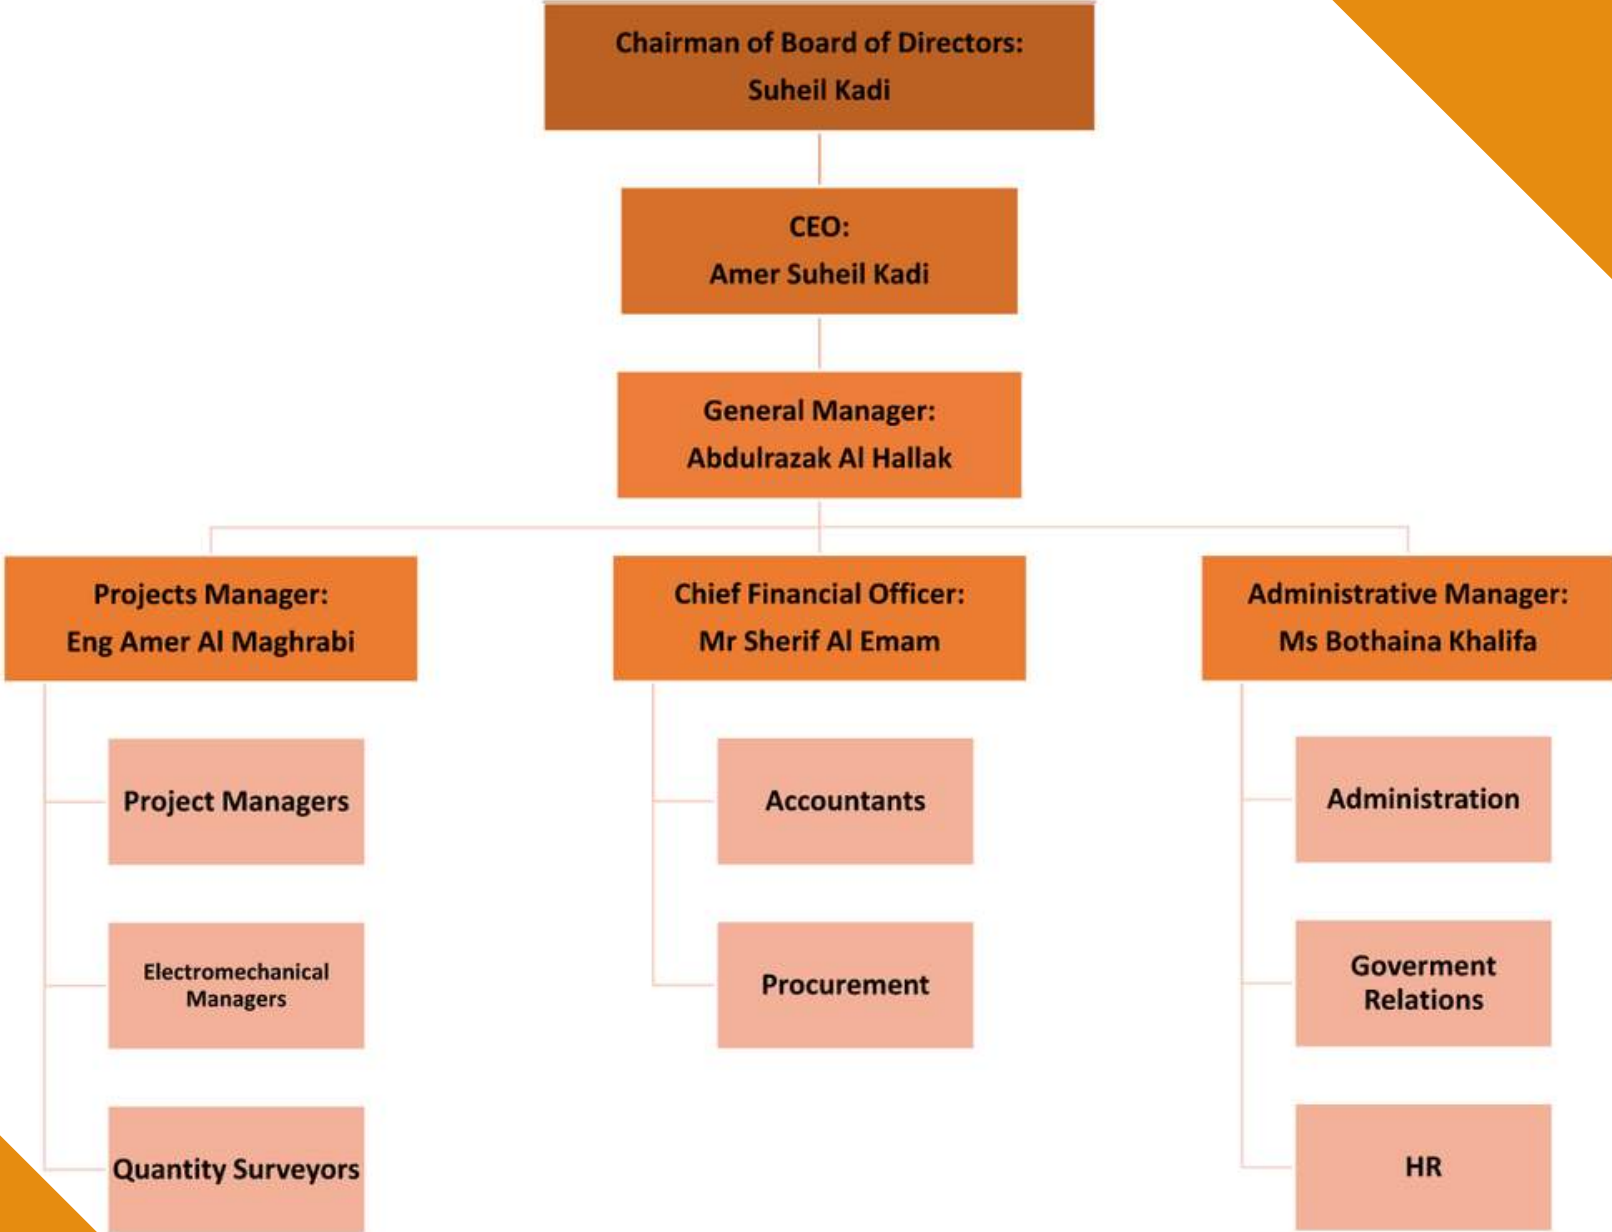 Chairman of Board of Directors:
Suheil Kadi
CEO:
Amer Suheil Kadi
General Manager:
Abdulrazak Al Hallak
Projects Manager:
Eng Amer Al Maghrabi
Chief Financial Officer:
Mr Sherif Al Emam
Administrative Manager:
Ms Bothaina Khalifa
Project Managers
Electromechanical
Managers
Quantity Surveyors
Accountants
Procurement
Administration
Goverment
Relations
HR